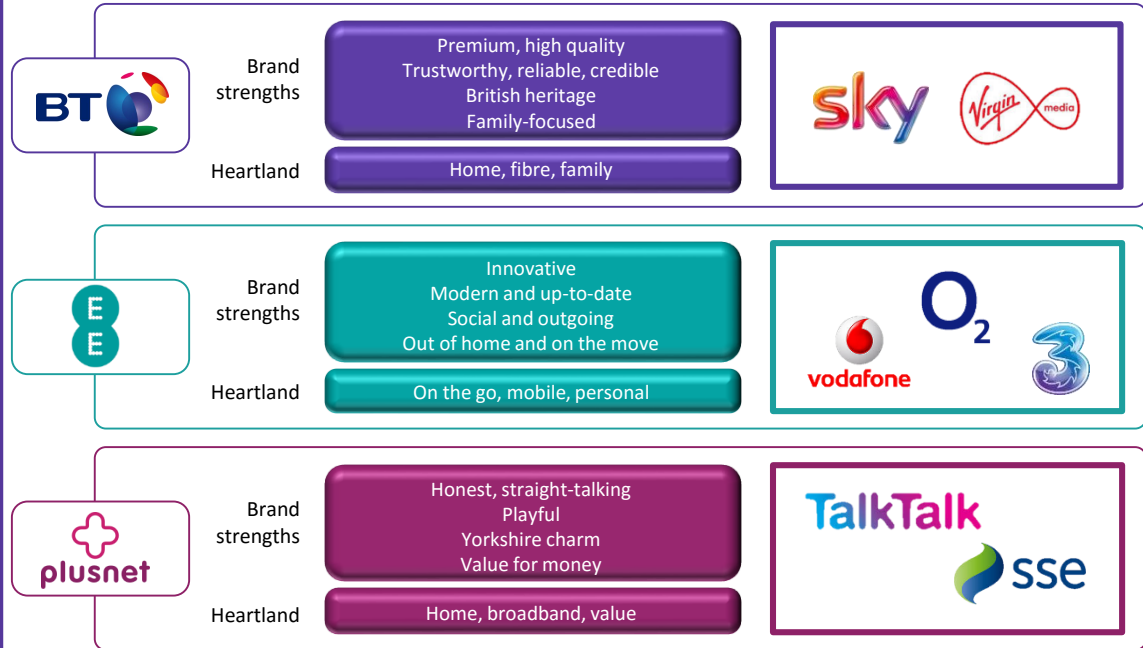 BT
Brand
strengths
Premium, high quality
Trustworthy, reliable, credible
British heritage
Family-focused
Heartland
Home, fibre, family
sky
Virgin media
EE
Brand
strengths
Innovative
Modern and up-to-date
Social and outgoing
Out of home and on the move
Heartland
On the go, mobile, personal
vodafone
O2
3
plusnet
Brand
strengths
Honest, straight-talking
Playful
Yorkshire charm
Value for money
Heartland
Home, broadband, value
TalkTalk
sse